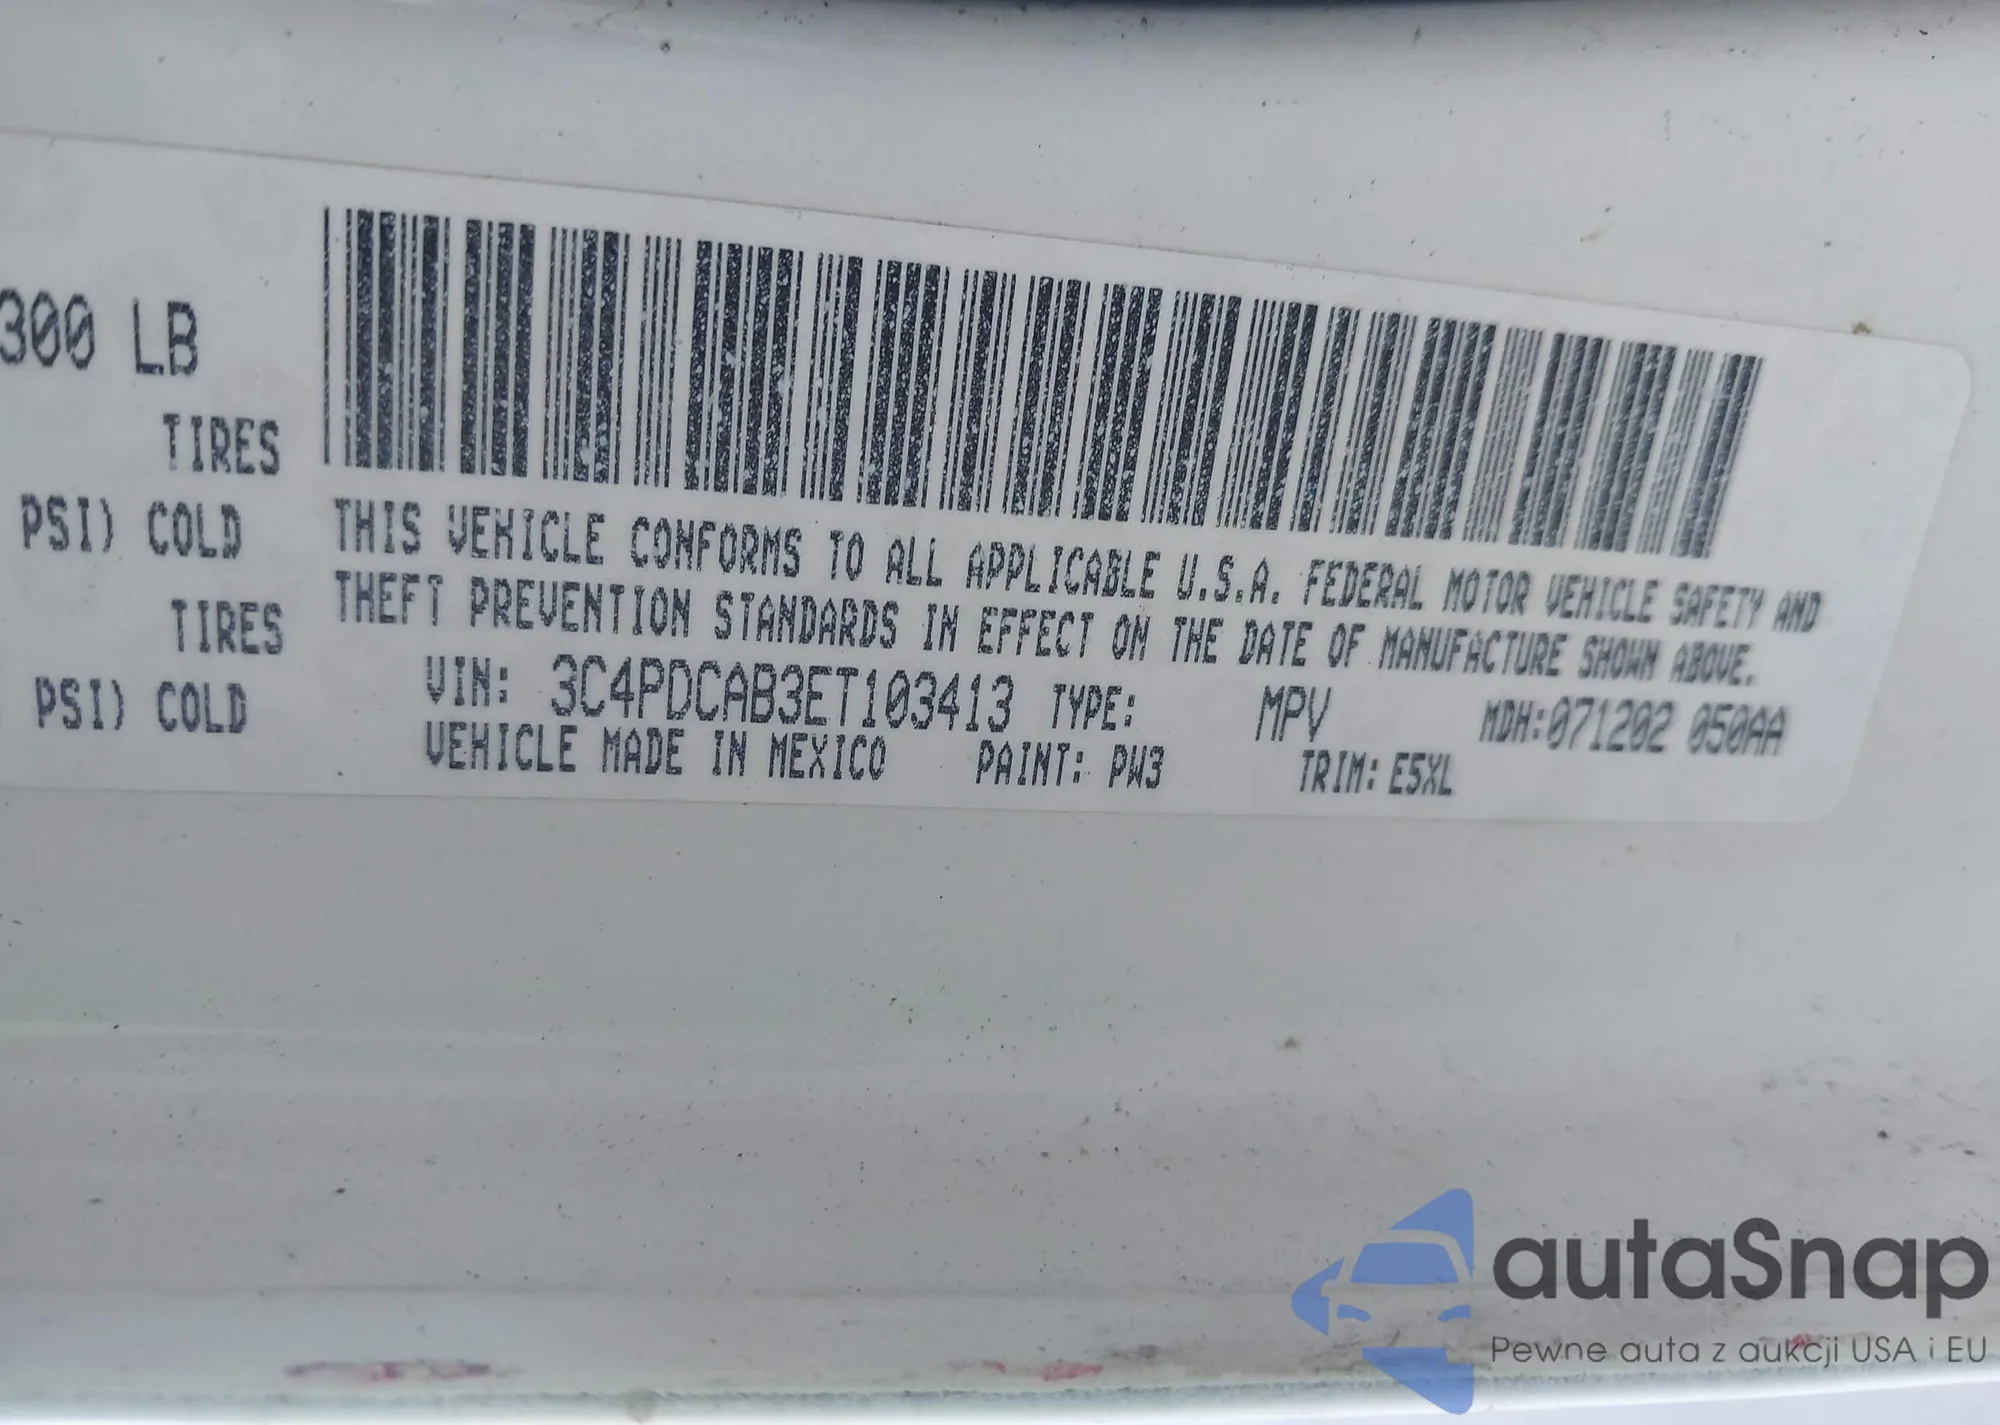 300 LB
TIRES
PSI) COLD
TIRES
PSI) COLD
THIS VEHICLE CONFORMS TO ALL APPLICABLE U.S.A. FEDERAL MOTOR VEHICLE SAFETY AND
THEFT PREVENTION STANDARDS IN EFFECT ON THE DATE OF MANUFACTURE SHOWN ABOVE.
VIN: 3C4PDCAB3ET103413 TYPE: MPV MDH:071202 050AA
VEHICLE MADE IN MEXICO PAINT: PW3 TRIM: E5XL
autaSnap
Pewne auta z aukcji USA i EU